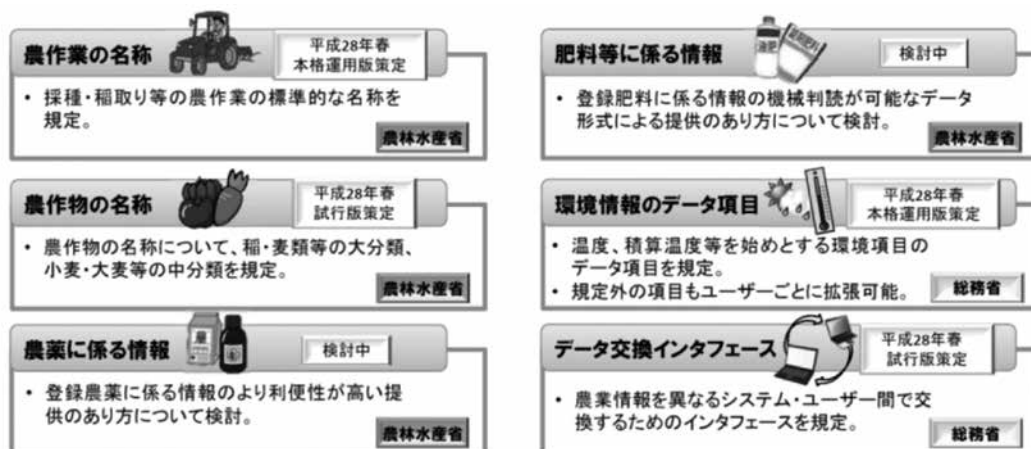 農作業の名称
平成28年春
本格運用版策定
・ 採種・稲取り等の農作業の標準的な名称を
規定。
農林水産省
農作物の名称
平成28年春
試行版策定
・ 農作物の名称について、稲・麦類等の大分類、
小麦・大麦等の中分類を規定。
農林水産省
農薬に係る情報
検討中
・ 登録農薬に係る情報のより利便性が高い提
供のあり方について検討。
農林水産省
肥料等に係る情報
検討中
・ 登録肥料に係る情報の機械判読が可能なデータ
形式による提供のあり方について検討。
農林水産省
環境情報のデータ項目
平成28年春
本格運用版策定
・ 温度、積算温度等を始めとする環境項目の
データ項目を規定。
・ 規定外の項目もユーザーごとに拡張可能。
総務省
データ交換インタフェース
平成28年春
試行版策定
・ 農業情報を異なるシステム・ユーザー間で交
換するためのインタフェースを規定。
総務省